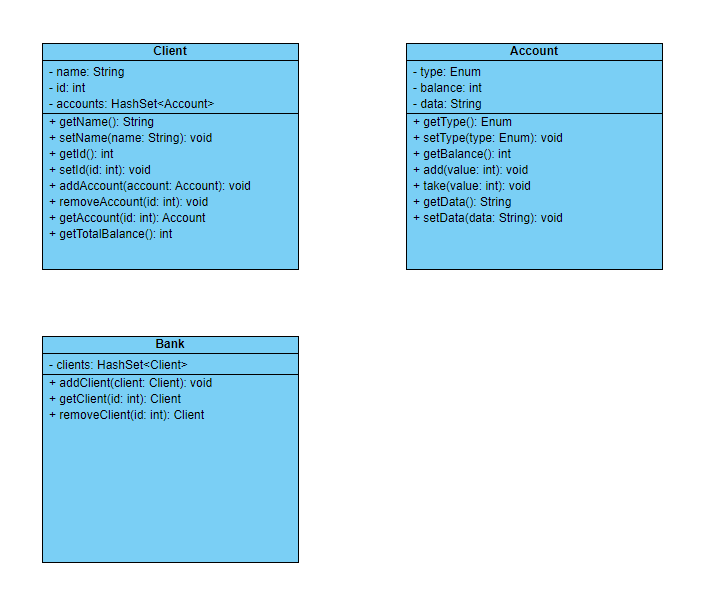 Client
- name: String
- id: int
- accounts: HashSet<Account>
+ getName(): String
+ setName(name: String): void
+ getId(): int
+ setId(id: int): void
+ addAccount(account: Account): void
+ removeAccount(id: int): void
+ getAccount(id: int): Account
+ getTotalBalance(): int
Account
- type: Enum
- balance: int
- data: String
+ getType(): Enum
+ setType(type: Enum): void
+ getBalance(): int
+ add(value: int): void
+ take(value: int): void
+ getData(): String
+ setData(data: String): void
Bank
- clients: HashSet<Client>
+ addClient(client: Client): void
+ getClient(id: int): Client
+ removeClient(id: int): Client